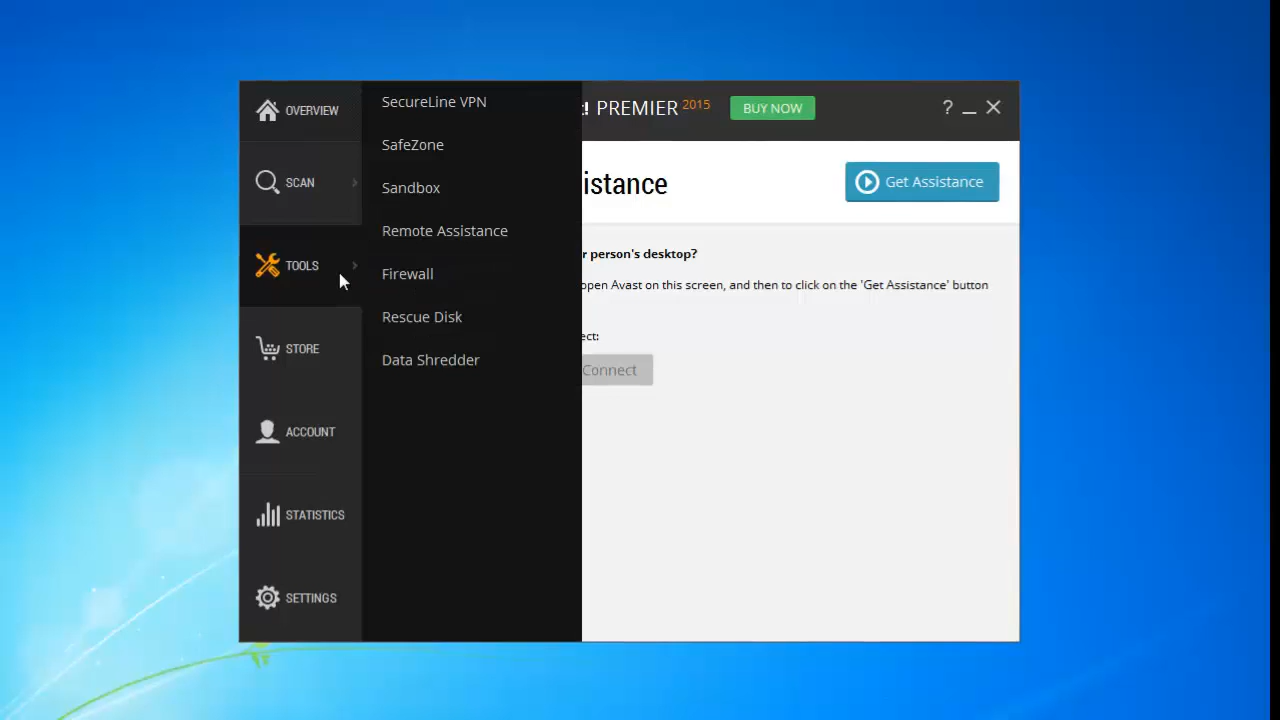 OVERVIEW
SCAN
TOOLS
STORE
ACCOUNT
STATISTICS
SETTINGS
SecureLine VPN
SafeZone
Sandbox
Remote Assistance
Firewall
Rescue Disk
Data Shredder
! PREMIER 2015
BUY NOW
?
istance
Get Assistance
r person's desktop?
open Avast on this screen, and then to click on the 'Get Assistance' button
ect:
Connect